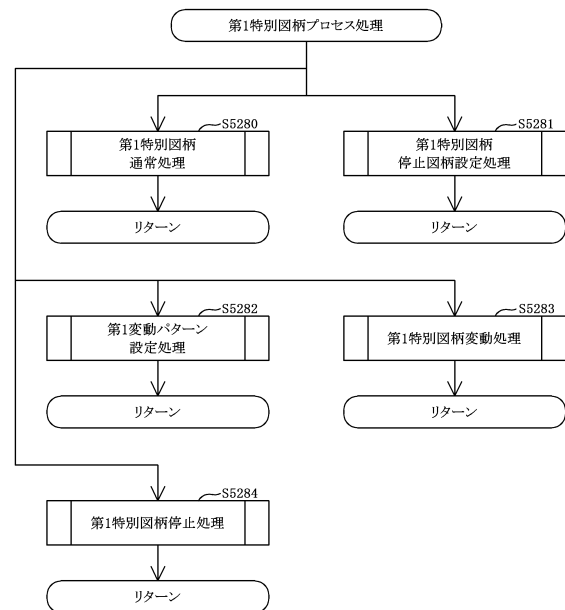 第1特別図柄プロセス処理
S5280
第1特別図柄
通常処理
リターン
S5281
第1特別図柄
停止図柄設定処理
リターン
S5282
第1変動パターン
設定処理
リターン
S5283
第1特別図柄変動処理
リターン
S5284
第1特別図柄停止処理
リターン